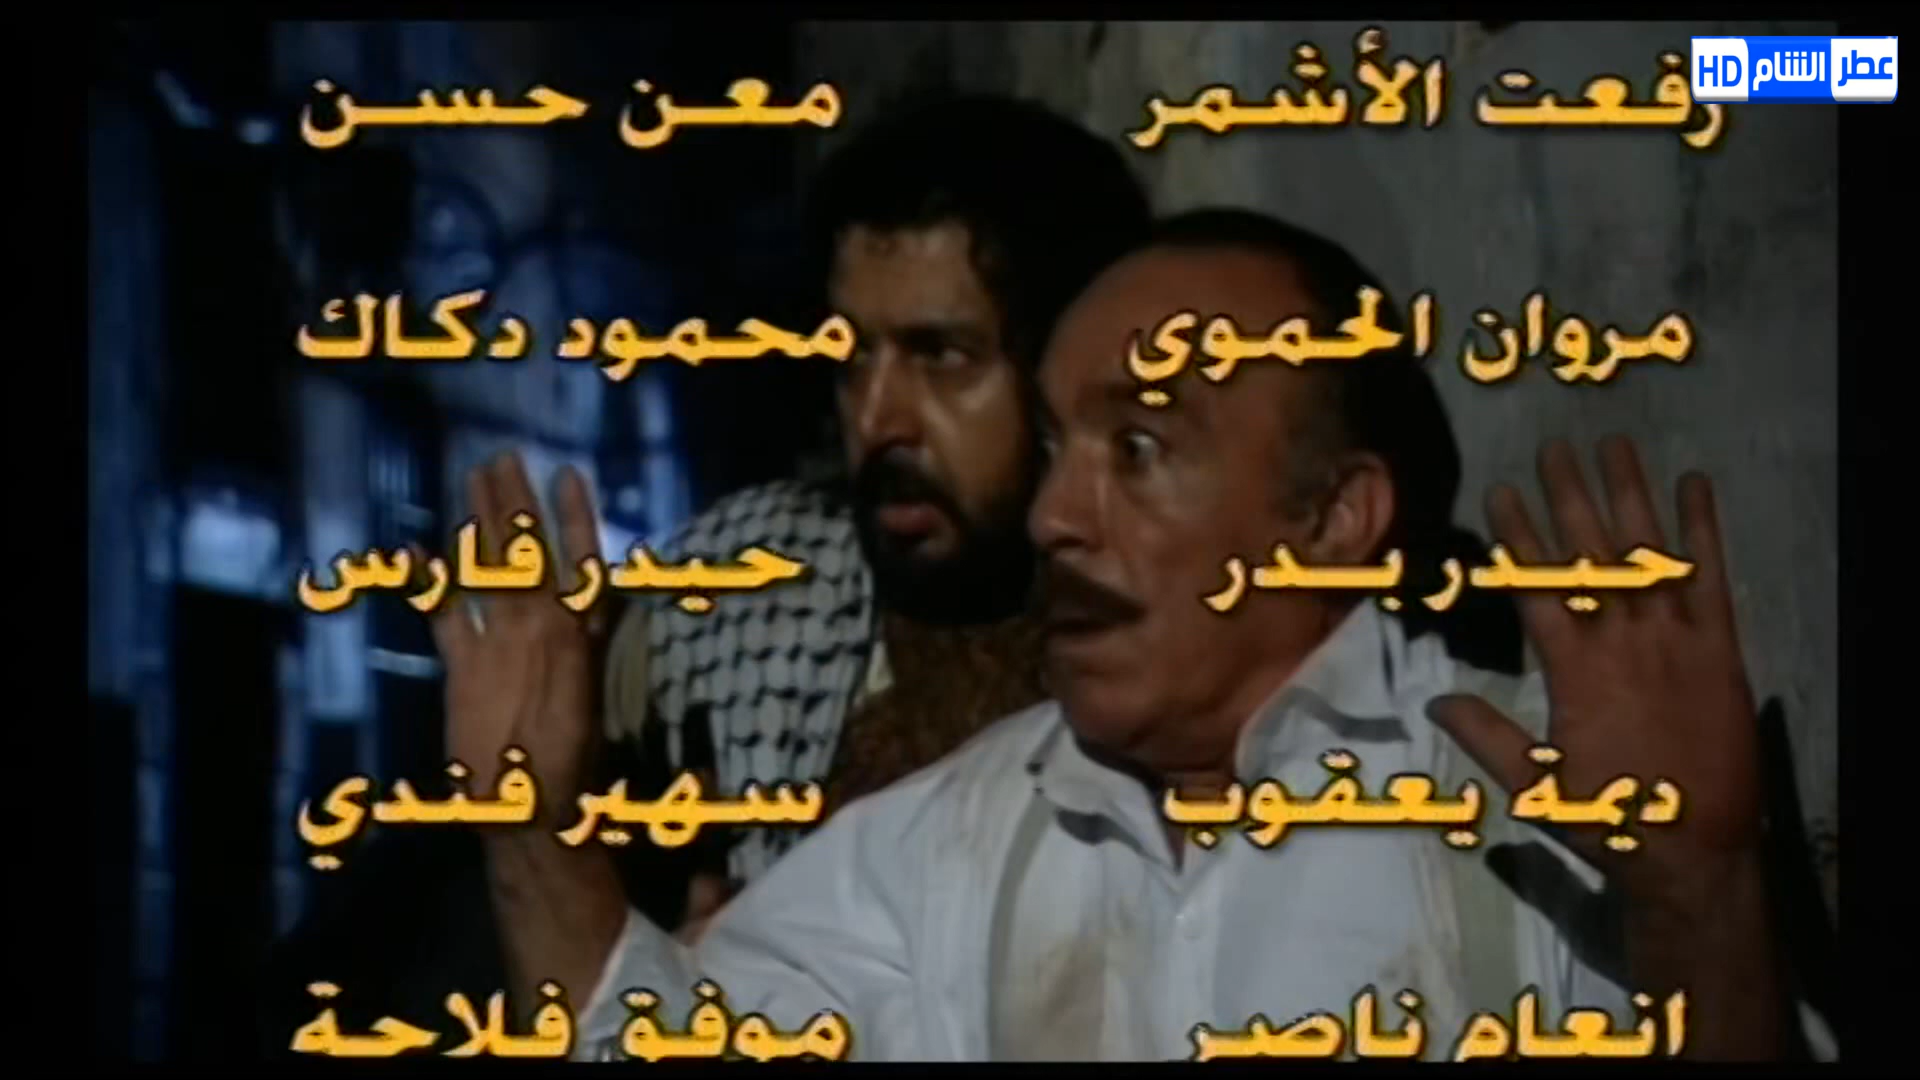 عطر الشام HD
رفعت الأشمر
معن حسن
مروان الحموي
محمود دكاك
حيدر بدر
حيدر فارس
ديمة يعقوب
سهير فندي
انعام ناصر
موفق فلاحة